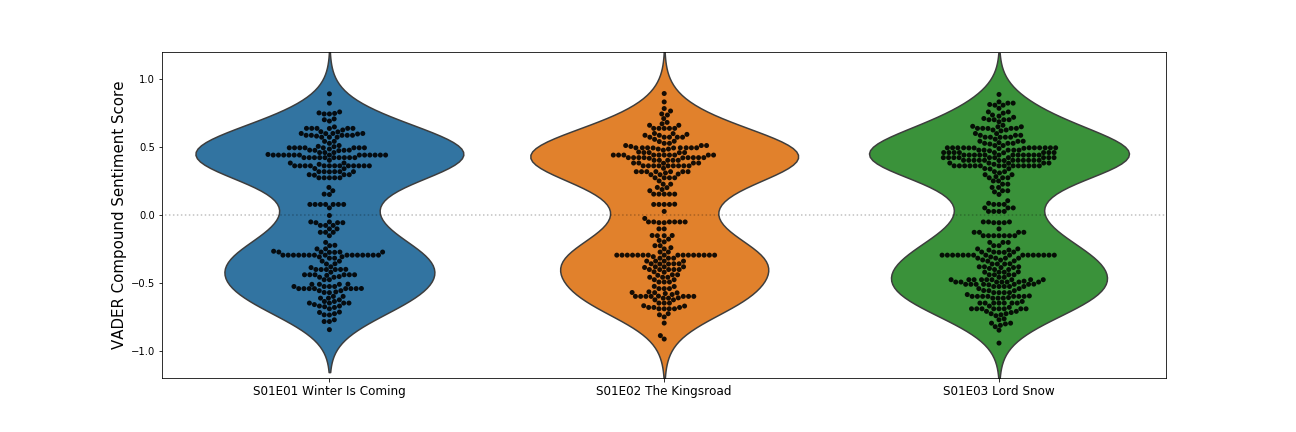 VADER Compound Sentiment Score
1.0
0.5
0.0
−0.5
−1.0
S01E01 Winter Is Coming
S01E02 The Kingsroad
S01E03 Lord Snow